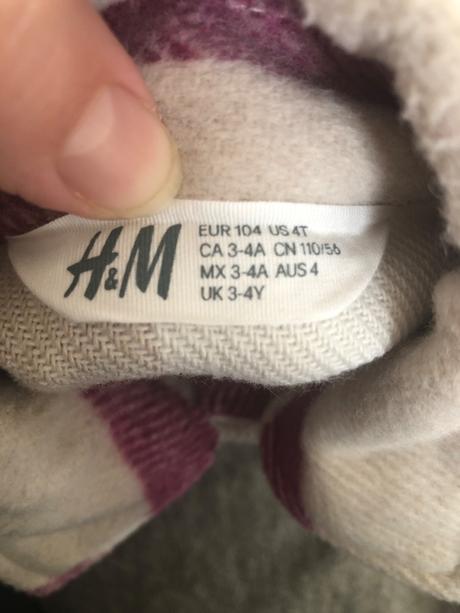 H&M
EUR 104 US 4T
CA 3-4A CN 110/56
MX 3-4A AUS 4
UK 3-4Y